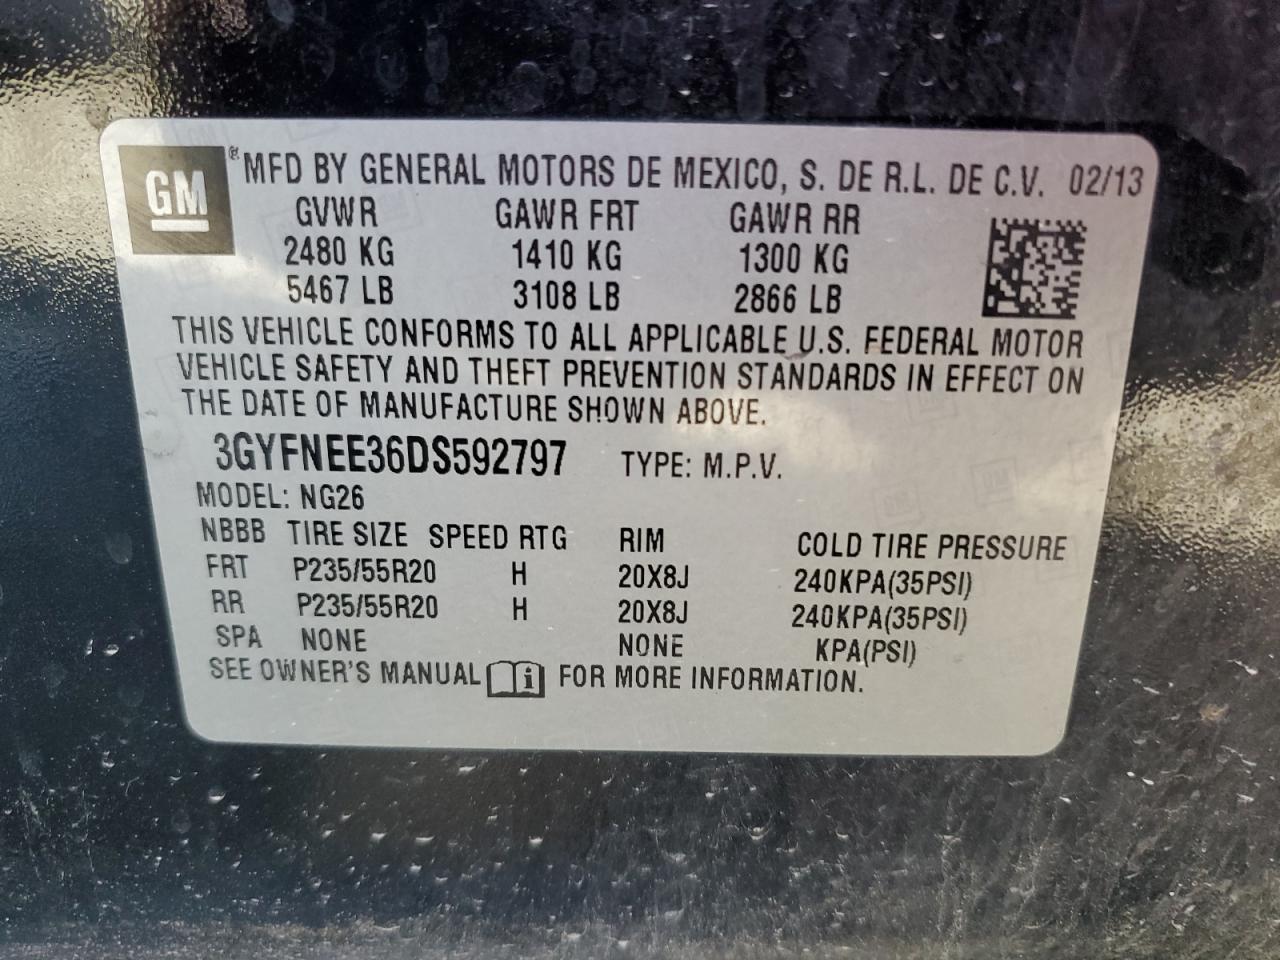 GM ® MFD BY GENERAL MOTORS DE MEXICO, S. DE R.L. DE C.V. 02/13
GVWR GAWR FRT GAWR RR
2480 KG 1410 KG 1300 KG
5467 LB 3108 LB 2866 LB
THIS VEHICLE CONFORMS TO ALL APPLICABLE U.S. FEDERAL MOTOR
VEHICLE SAFETY AND THEFT PREVENTION STANDARDS IN EFFECT ON
THE DATE OF MANUFACTURE SHOWN ABOVE.
3GYFNEE36DS592797 TYPE: M.P.V.
MODEL: NG26
NBBB TIRE SIZE SPEED RTG RIM COLD TIRE PRESSURE
FRT P235/55R20 H 20X8J 240KPA(35PSI)
RR P235/55R20 H 20X8J 240KPA(35PSI)
SPA NONE NONE KPA(PSI)
SEE OWNER'S MANUAL i FOR MORE INFORMATION.